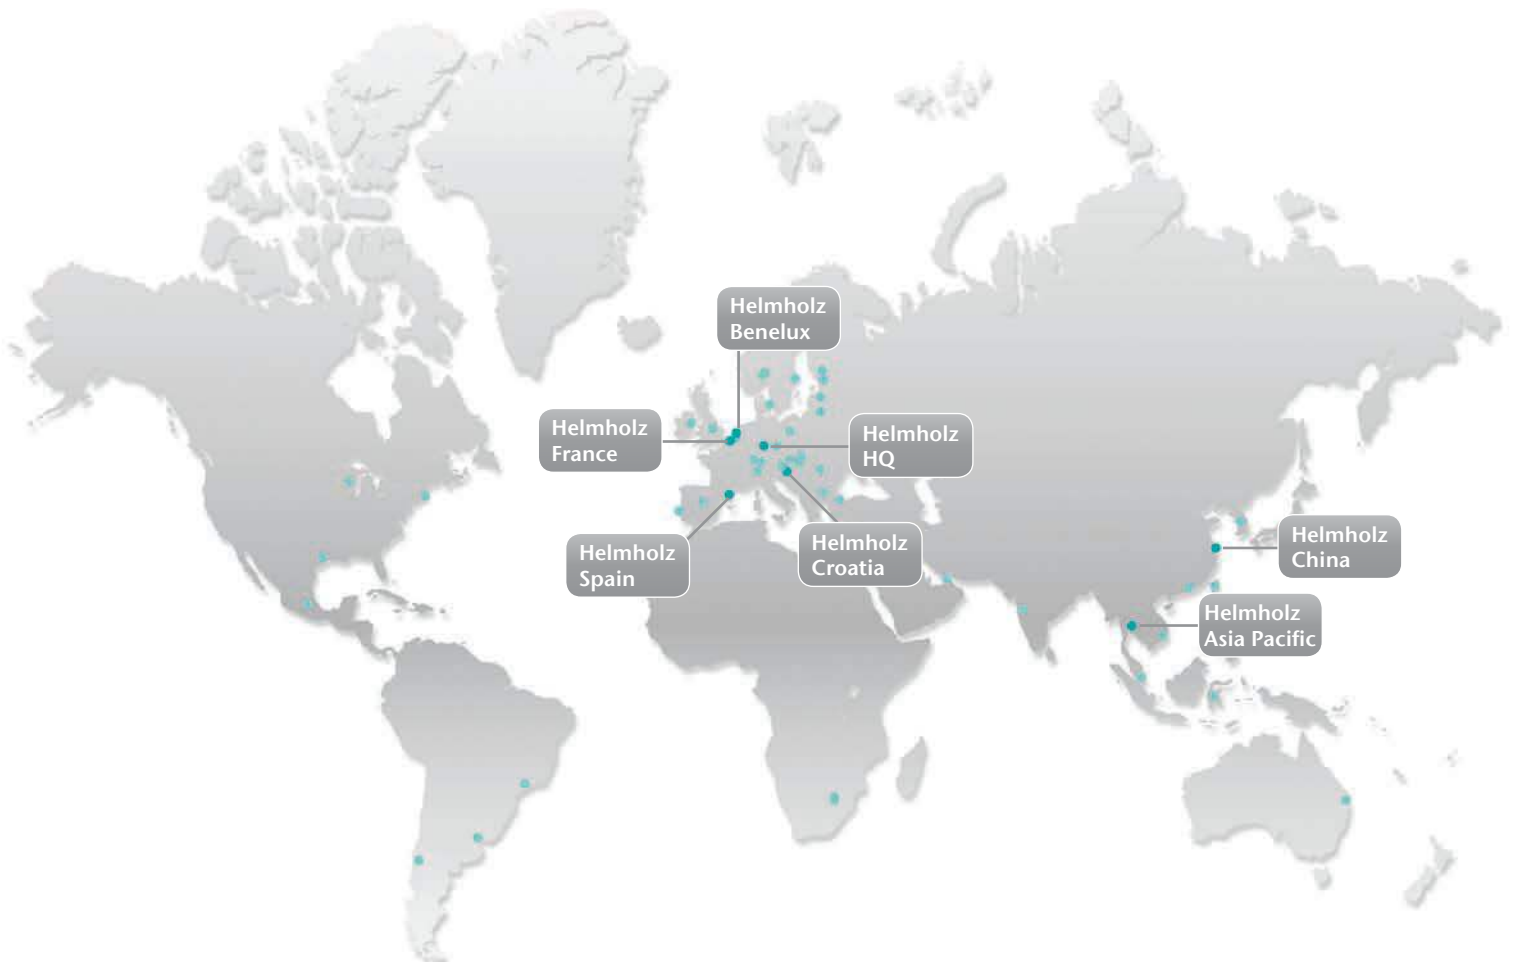 Helmholz
Benelux
Helmholz
France
Helmholz
HQ
Helmholz
Spain
Helmholz
Croatia
Helmholz
China
Helmholz
Asia Pacific